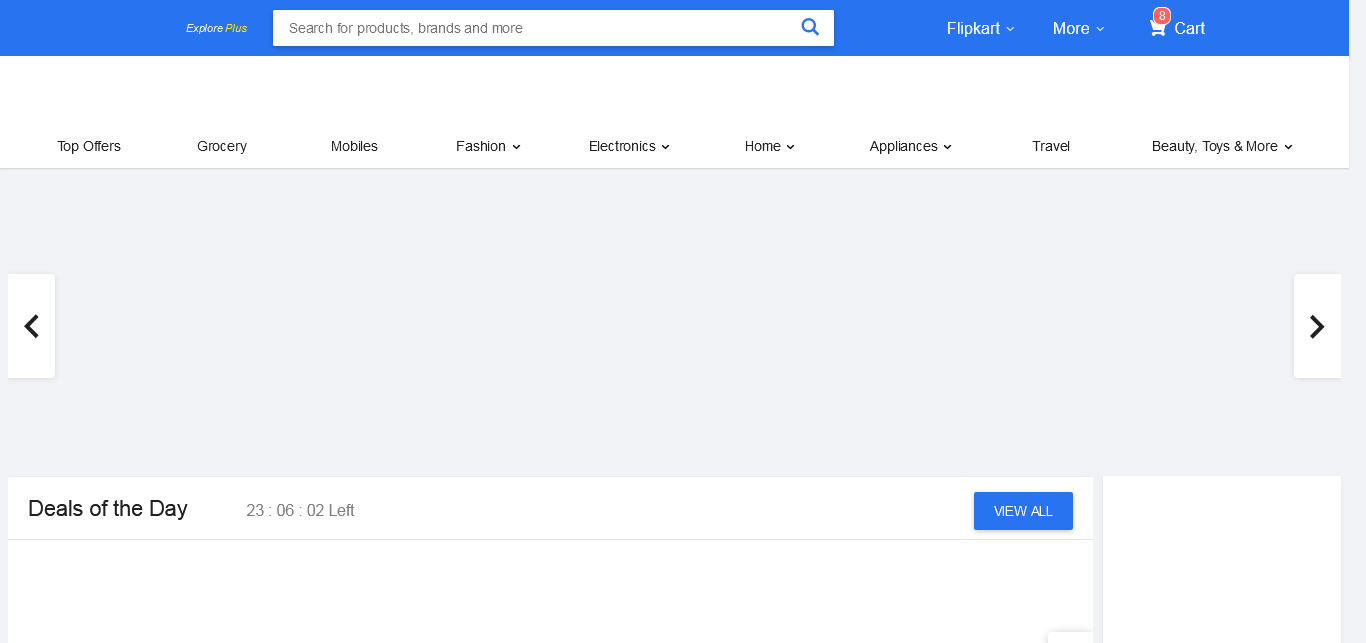 Explore Plus
Search for products, brands and more
Flipkart
More
8
Cart
Top Offers
Grocery
Mobiles
Fashion
Electronics
Home
Appliances
Travel
Beauty, Toys & More
Deals of the Day
23 : 06 : 02 Left
VIEW ALL